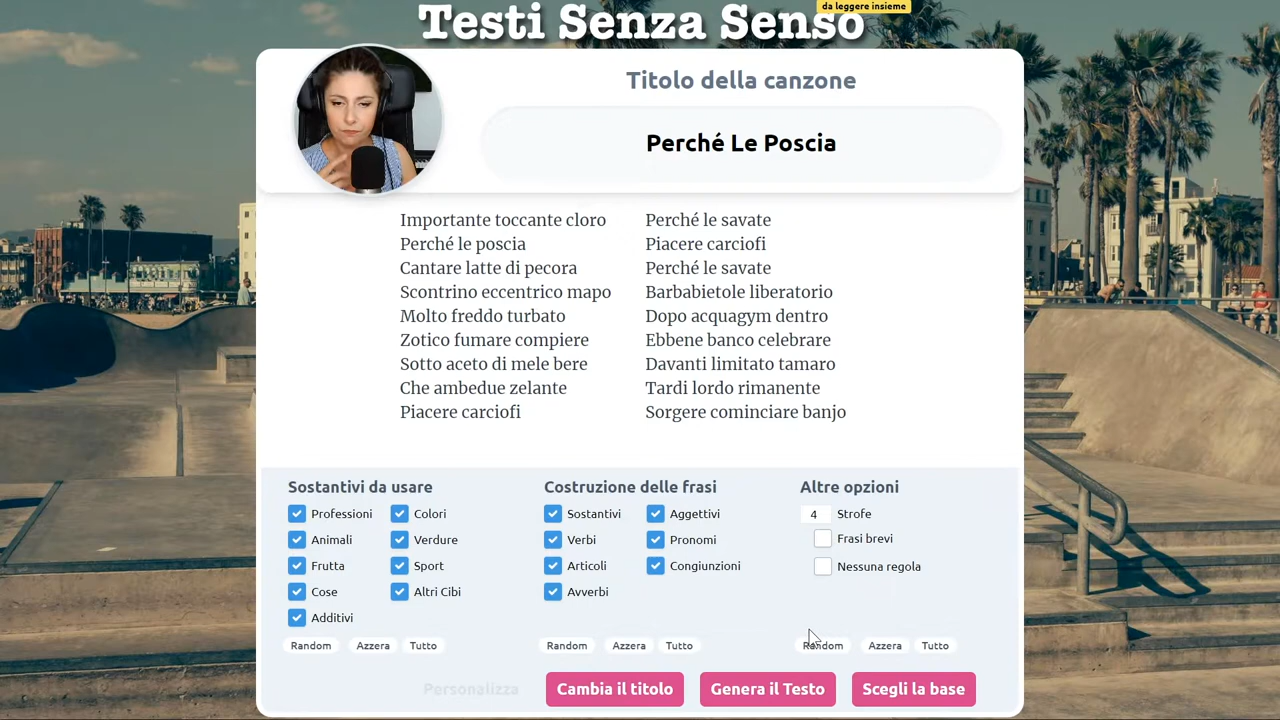 da leggere insieme
Testi Senza Senso
Titolo della canzone
Perché Le Poscia
Importante toccante cloro
Perché le poscia
Cantare latte di pecora
Scontrino eccentrico mapo
Molto freddo turbato
Zotico fumare compiere
Sotto aceto di mele bere
Che ambedue zelante
Piacere carciofi
Perché le savate
Piacere carciofi
Perché le savate
Barbabietole liberatorio
Dopo acquagym dentro
Ebbene banco celebrare
Davanti limitato tamaro
Tardi lordo rimanente
Sorgere cominciare banjo
Sostantivi da usare
Professioni Colori
Animali Verdure
Frutta Sport
Cose Altri Cibi
Additivi
Random Azzera Tutto
Costruzione delle frasi
Sostantivi Aggettivi
Verbi Pronomi
Articoli Congiunzioni
Avverbi
Random Azzera Tutto
Altre opzioni
4 Strofe
Frasi brevi
Nessuna regola
Random Azzera Tutto
Personalizza Cambia il titolo Genera il Testo Scegli la base